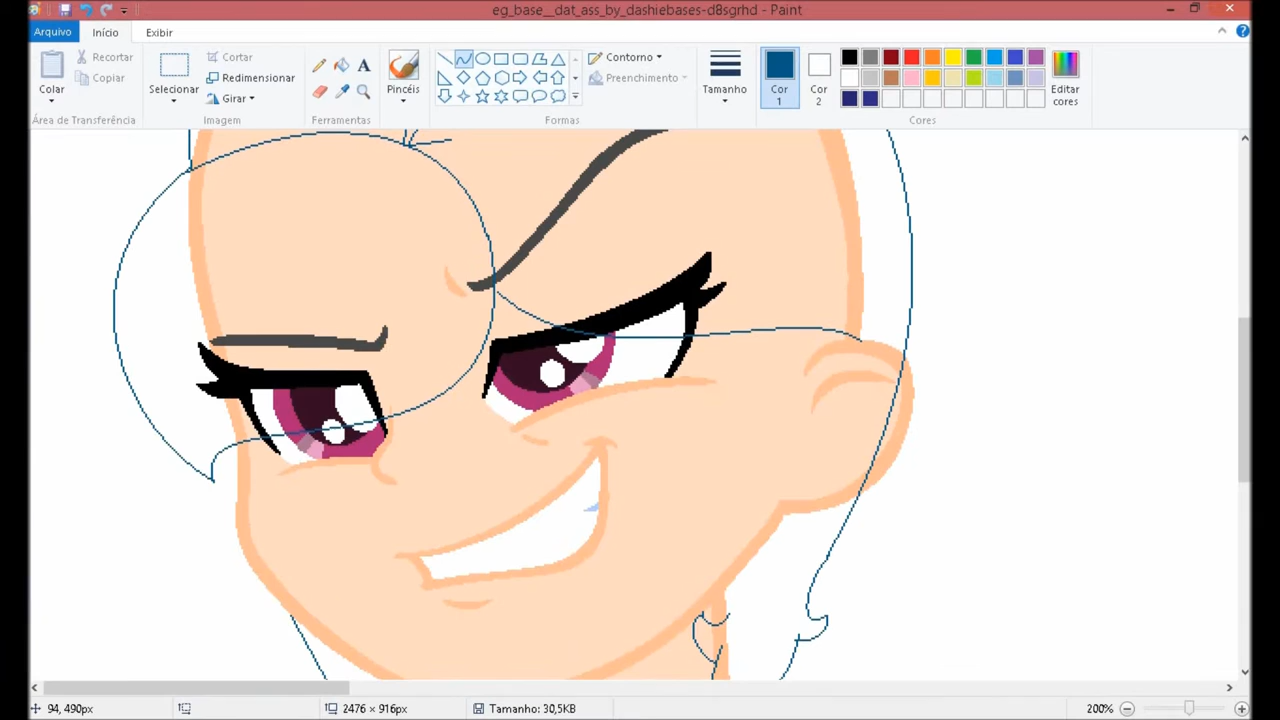 eg_base__dat_ass_by_dashiebases-d8sgrhd - Paint
Arquivo Início Exibir
Colar
Recortar
Copiar
Área de Transferência
Selecionar
Cortar
Redimensionar
Girar
Imagem
A
Ferramentas
Pincéis
Contorno
Preenchimento
Formas
Tamanho
Cor 1
Cor 2
Editar cores
Cores
94, 490px
2476 × 916px
Tamanho: 30,5KB
200%